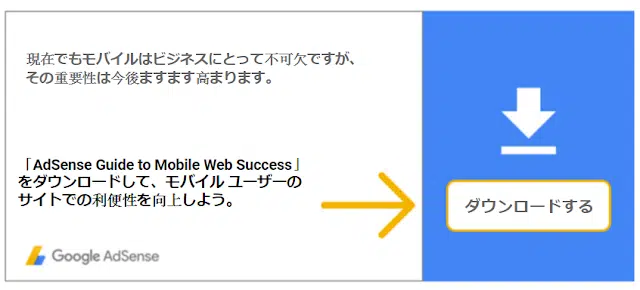 現在でもモバイルはビジネスにとって不可欠ですが、
その重要性は今後ますます高まります。
「AdSense Guide to Mobile Web Success」
をダウンロードして、モバイル ユーザーの
サイトでの利便性を向上しよう。
ダウンロードする
Google AdSense